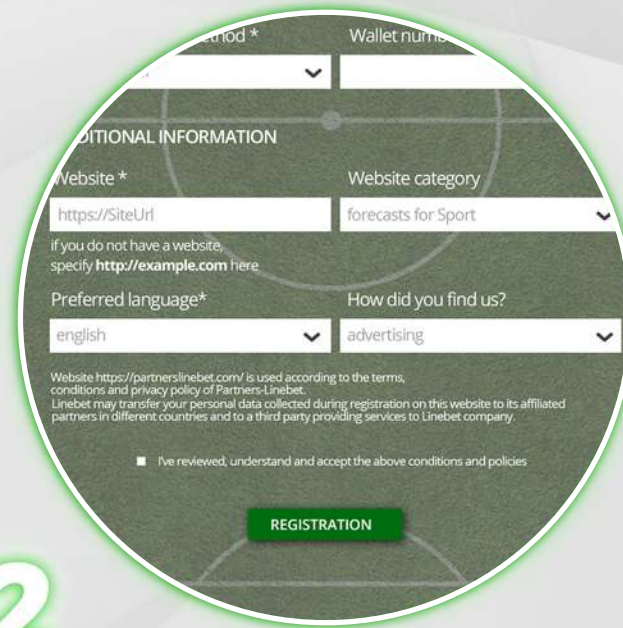 Wallet
ADDITIONAL INFORMATION
Website *
Website category
https://SiteUrl
forecasts for Sport
if you do not have a website,
specify http://example.com here
Preferred language*
How did you find us?
english
advertising
Website https://partnerslinebet.com/ is used according to the terms,
conditions and privacy policy of Partners-Linebet.
Linebet may transfer your personal data collected during registration on this website to its affiliated
partners in different countries and to a third party providing services to Linebet company.
I've reviewed, understand and accept the above conditions and policies
REGISTRATION